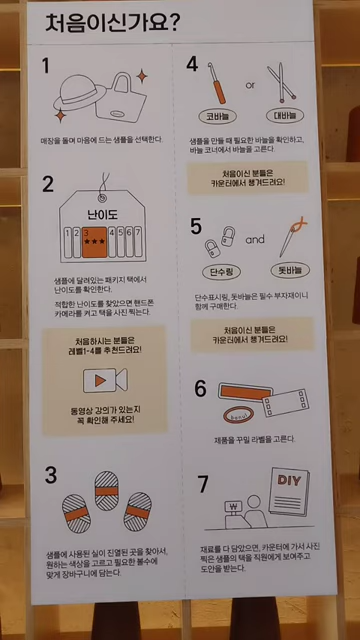 처음이신가요?
1
매장을 돌며 마음에 드는 샘플을 선택한다.
2
난이도
1 2 3 4 5 6 7
★★★
샘플에 달려있는 패키지 택에서
난이도를 확인한다.
적합한 난이도를 찾았으면 핸드폰
카메라를 켜고 택을 사진 찍는다.
처음하시는 분들은
레벨1-4를 추천드려요!
동영상 강의가 있는지
꼭 확인해 주세요!
3
샘플에 사용된 실이 진열된 곳을 찾아서,
원하는 색상을 고르고 필요한 볼수에
맞게 장바구니에 담는다.
4
or
코바늘
대바늘
샘플을 만들 때 필요한 바늘을 확인하고,
바늘 코너에서 바늘을 고른다.
처음이신 분들은
카운터에서 챙겨드려요!
5
and
단수링
돗바늘
단수표시링, 돗바늘은 필수 부자재이니
함께 구매한다.
처음이신 분들은
카운터에서 챙겨드려요!
6
제품을 꾸밀 라벨을 고른다.
7
₩
DIY
재료를 다 담았으면, 카운터에 가서 사진
찍은 샘플의 택을 직원에게 보여주고,
도안을 받는다.